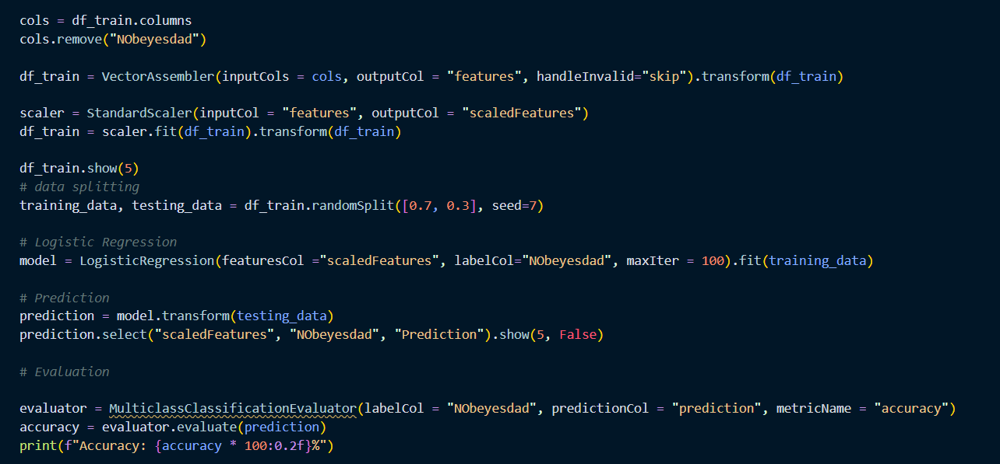 cols = df_train.columns
cols.remove("NObeyesdad")
df_train = VectorAssembler(inputCols = cols, outputCol = "features", handleInvalid="skip").transform(df_train)
scaler = StandardScaler(inputCol = "features", outputCol = "scaledFeatures")
df_train = scaler.fit(df_train).transform(df_train)
df_train.show(5)
# data splitting
training_data, testing_data = df_train.randomSplit([0.7, 0.3], seed=7)
# Logistic Regression
model = LogisticRegression(featuresCol ="scaledFeatures", labelCol="NObeyesdad", maxIter = 100).fit(training_data)
# Prediction
prediction = model.transform(testing_data)
prediction.select("scaledFeatures", "NObeyesdad", "Prediction").show(5, False)
# Evaluation
evaluator = MulticlassClassificationEvaluator(labelCol = "NObeyesdad", predictionCol = "prediction", metricName = "accuracy")
accuracy = evaluator.evaluate(prediction)
print(f"Accuracy: {accuracy * 100:0.2f}%")